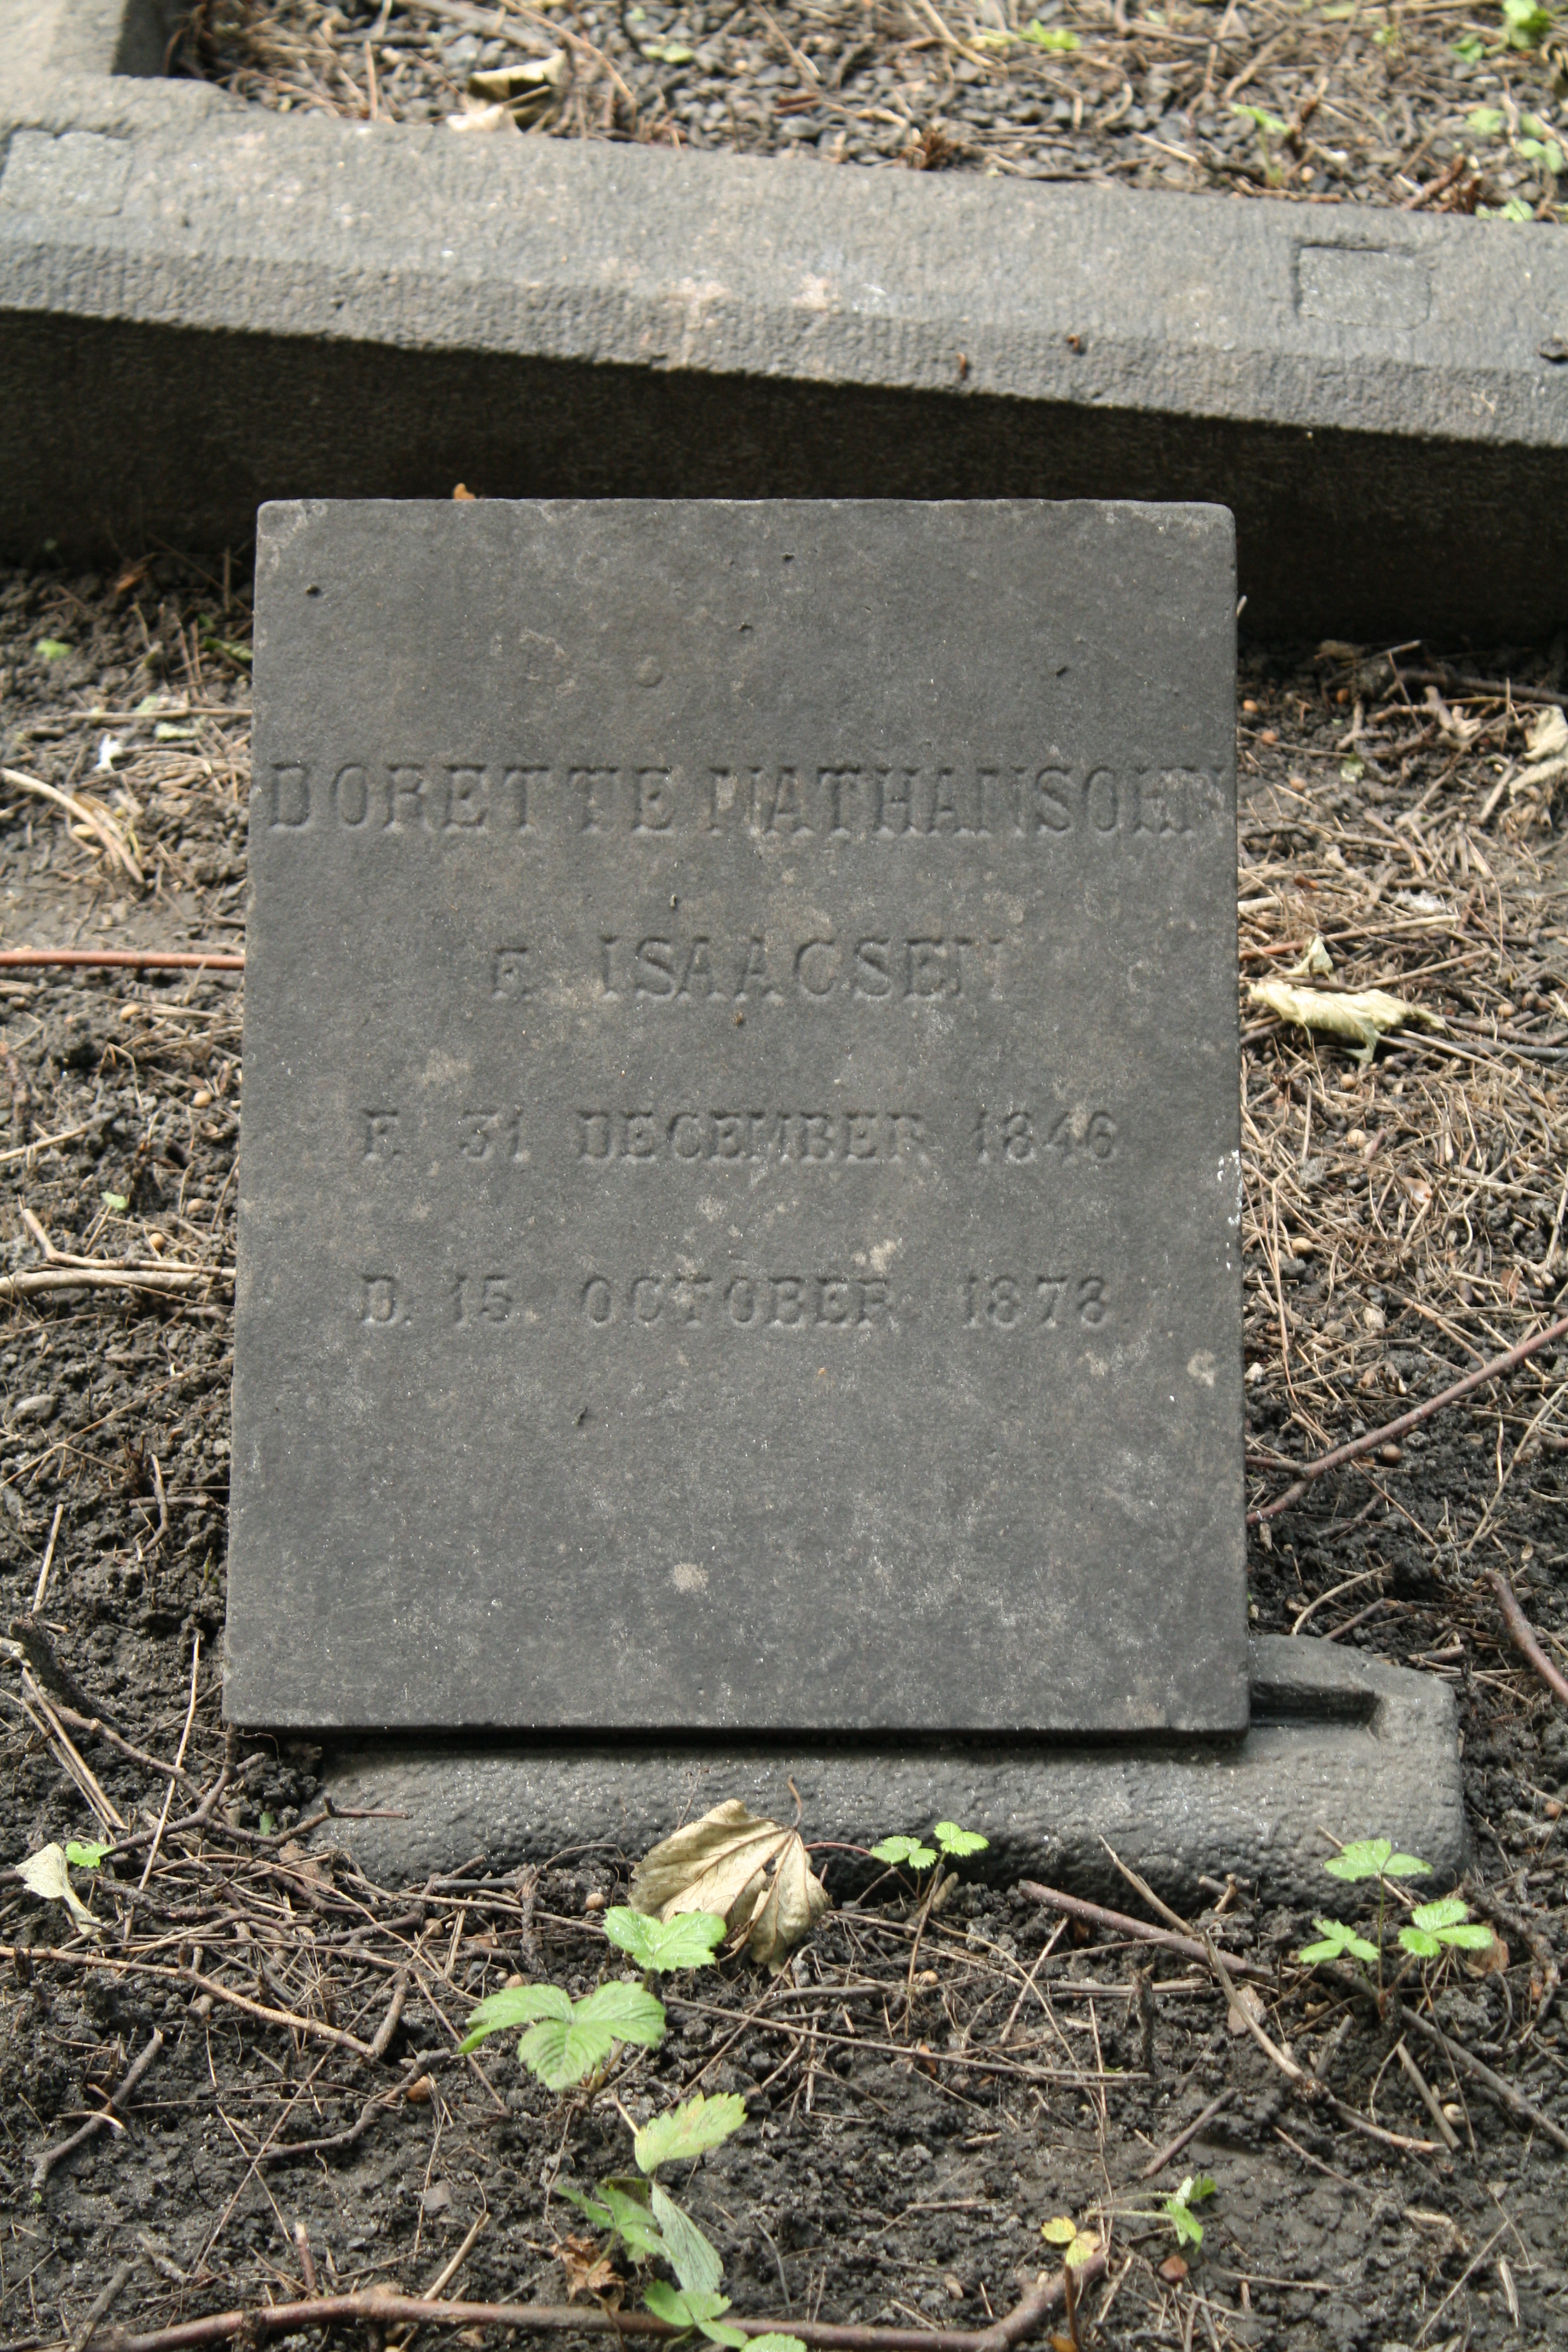 DORETTE NATHANSOHN
F. ISAACSEN
F. 31 DECEMBER 1846
D. 15 OCTOBER 1878.